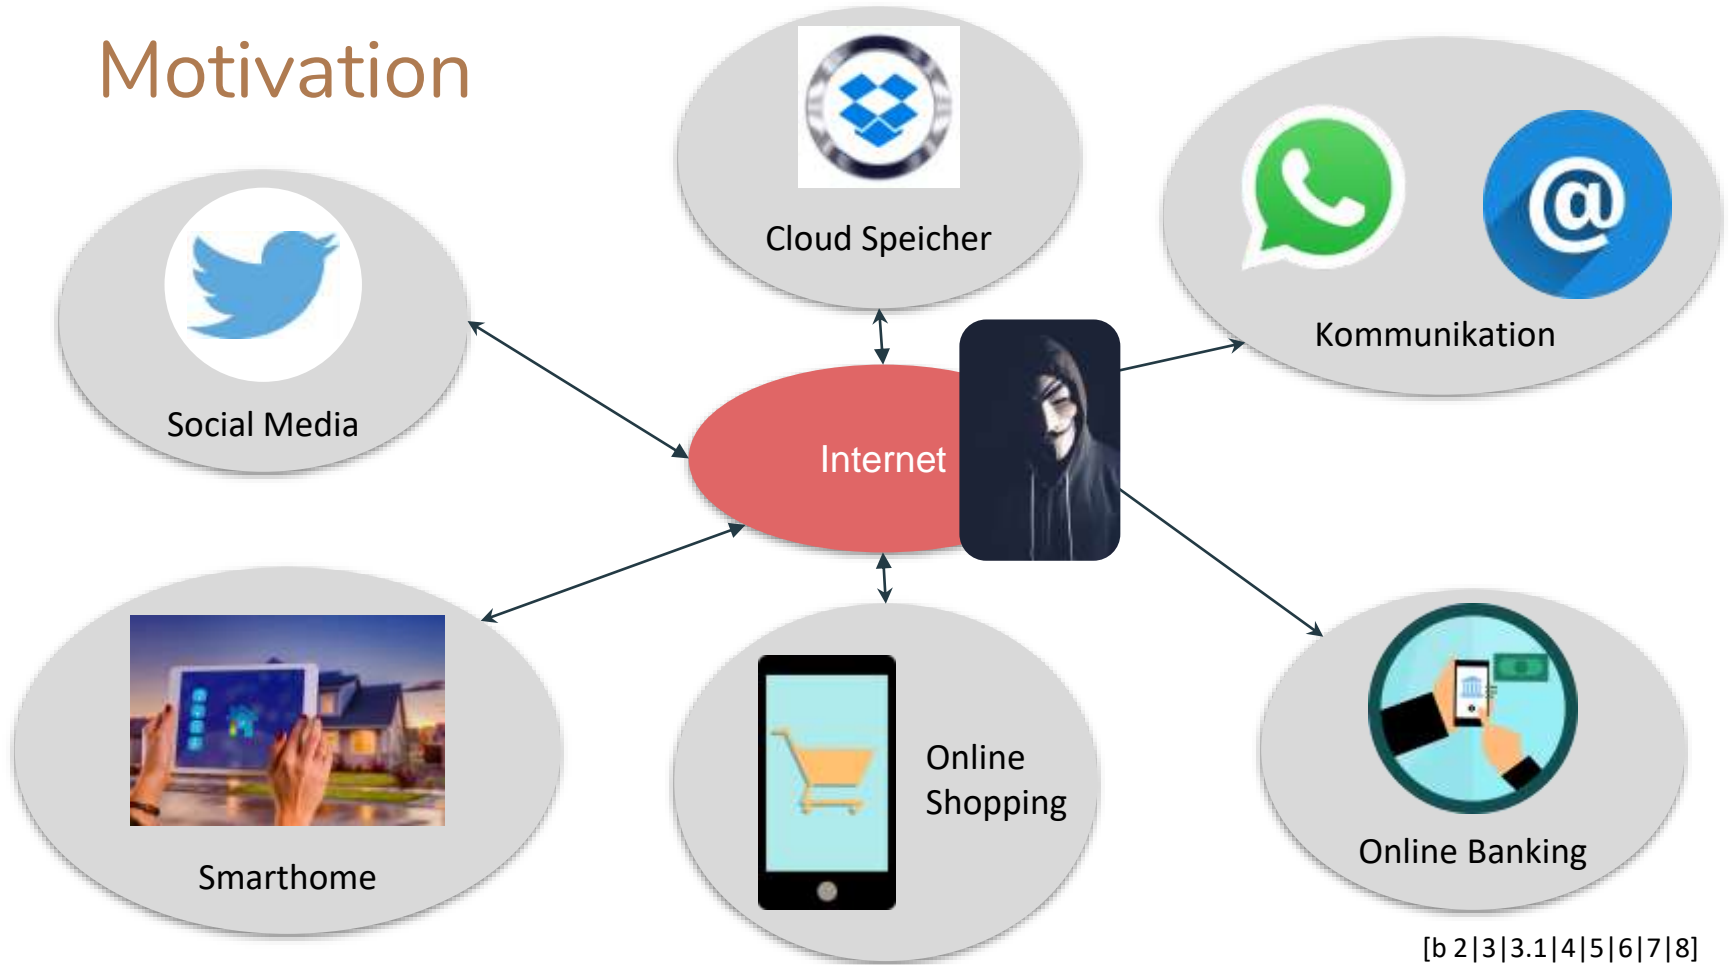 Motivation
Cloud Speicher
@
Kommunikation
Social Media
Internet
Online
Shopping
Smarthome
Online Banking
[b 2|3|3.1|4|5|6|7|8]